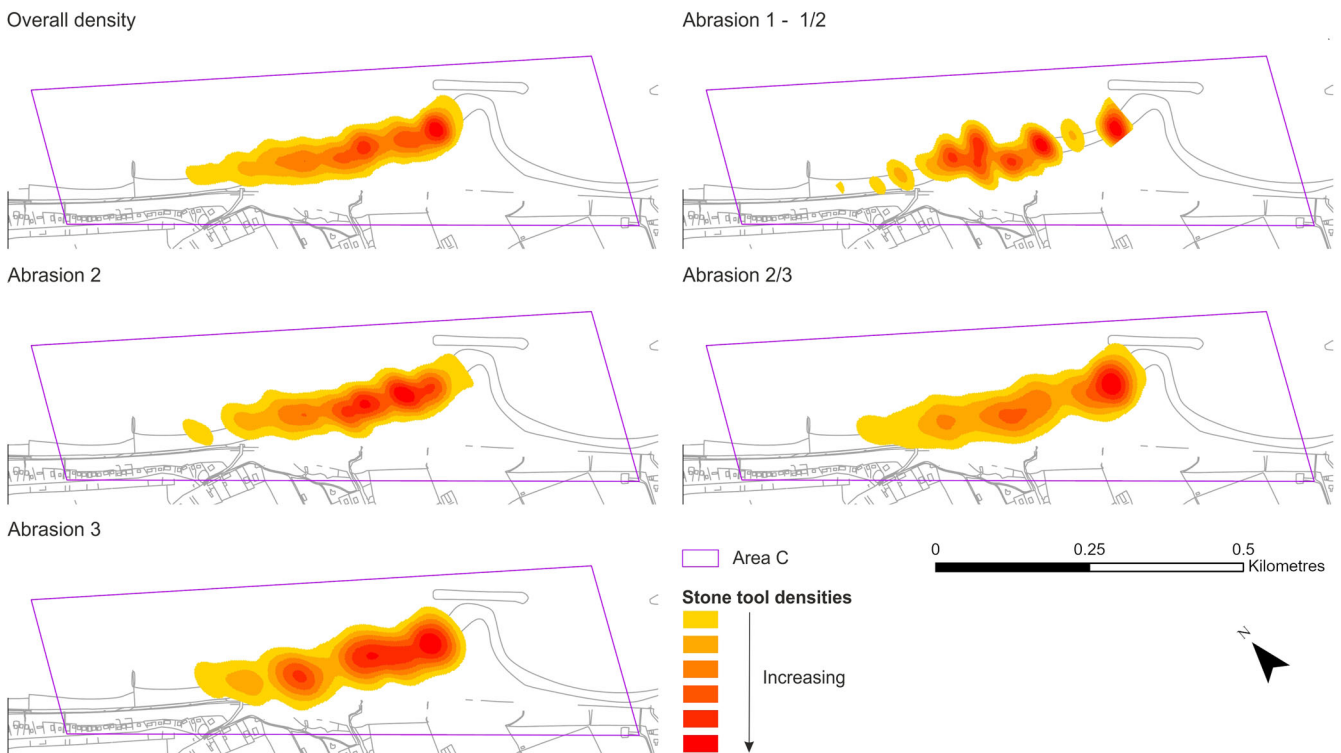 Overall density
Abrasion 1 - 1/2
Abrasion 2
Abrasion 2/3
Abrasion 3
Area C
Stone tool densities
Increasing
0 0.25 0.5
Kilometres
N